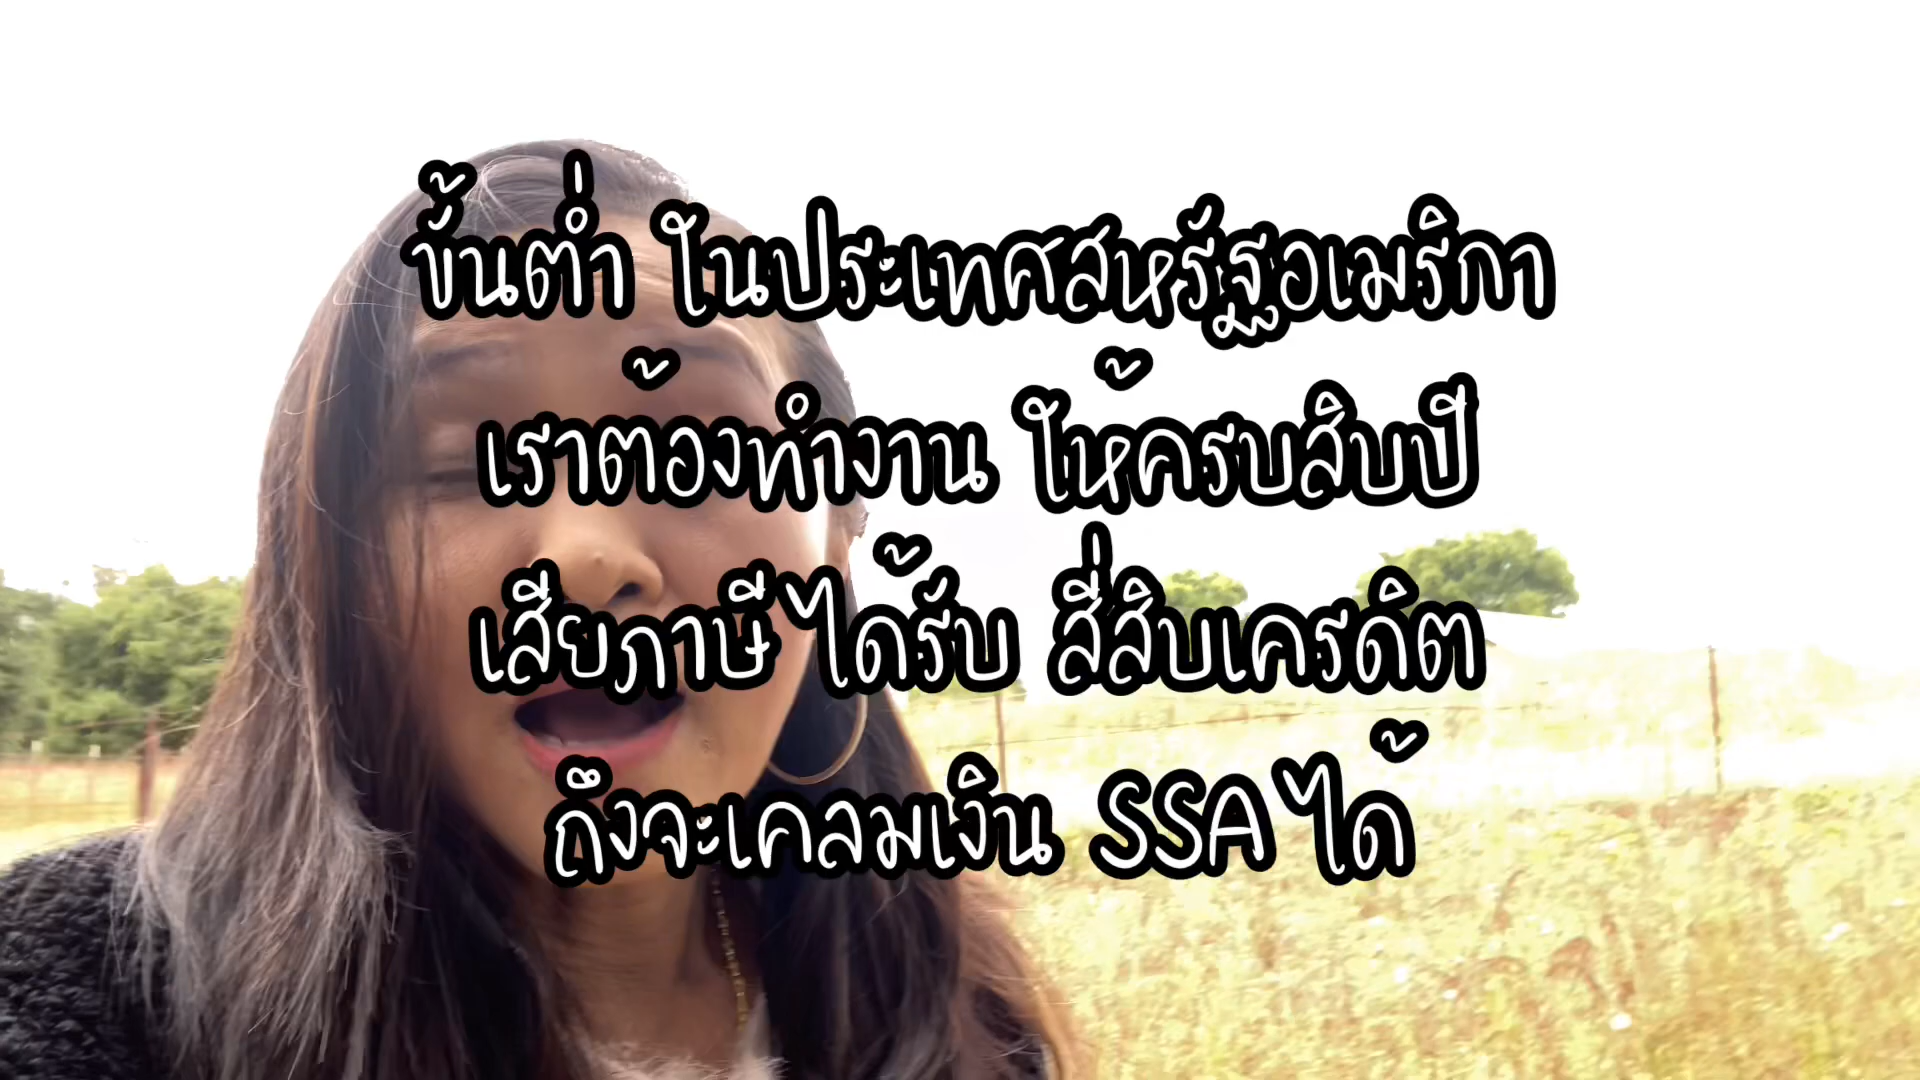 ขั้นต่ำ ในประเทศสหรัฐอเมริกา
เราต้องทำงาน ให้ครบสิบปี
เสียภาษี ได้รับ สี่สิบเครดิต
ถึงจะเคลมเงิน SSA ได้